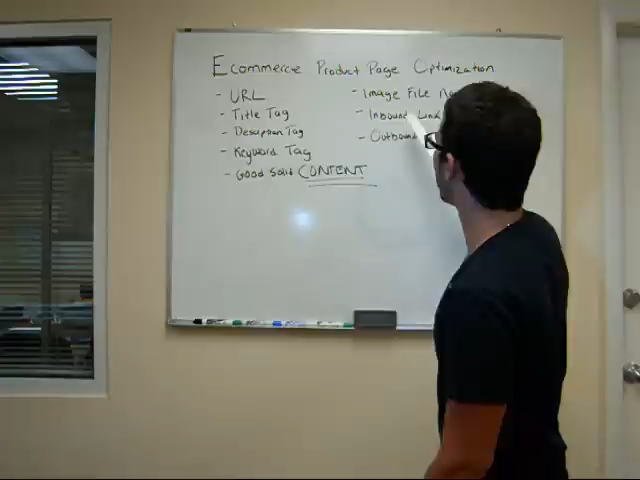 Ecommerce Product Page Optimization
- URL
- Title Tag
- Description Tag
- Keyword Tag
- Good Solid CONTENT
- Image File
- Inbound
- Outbound